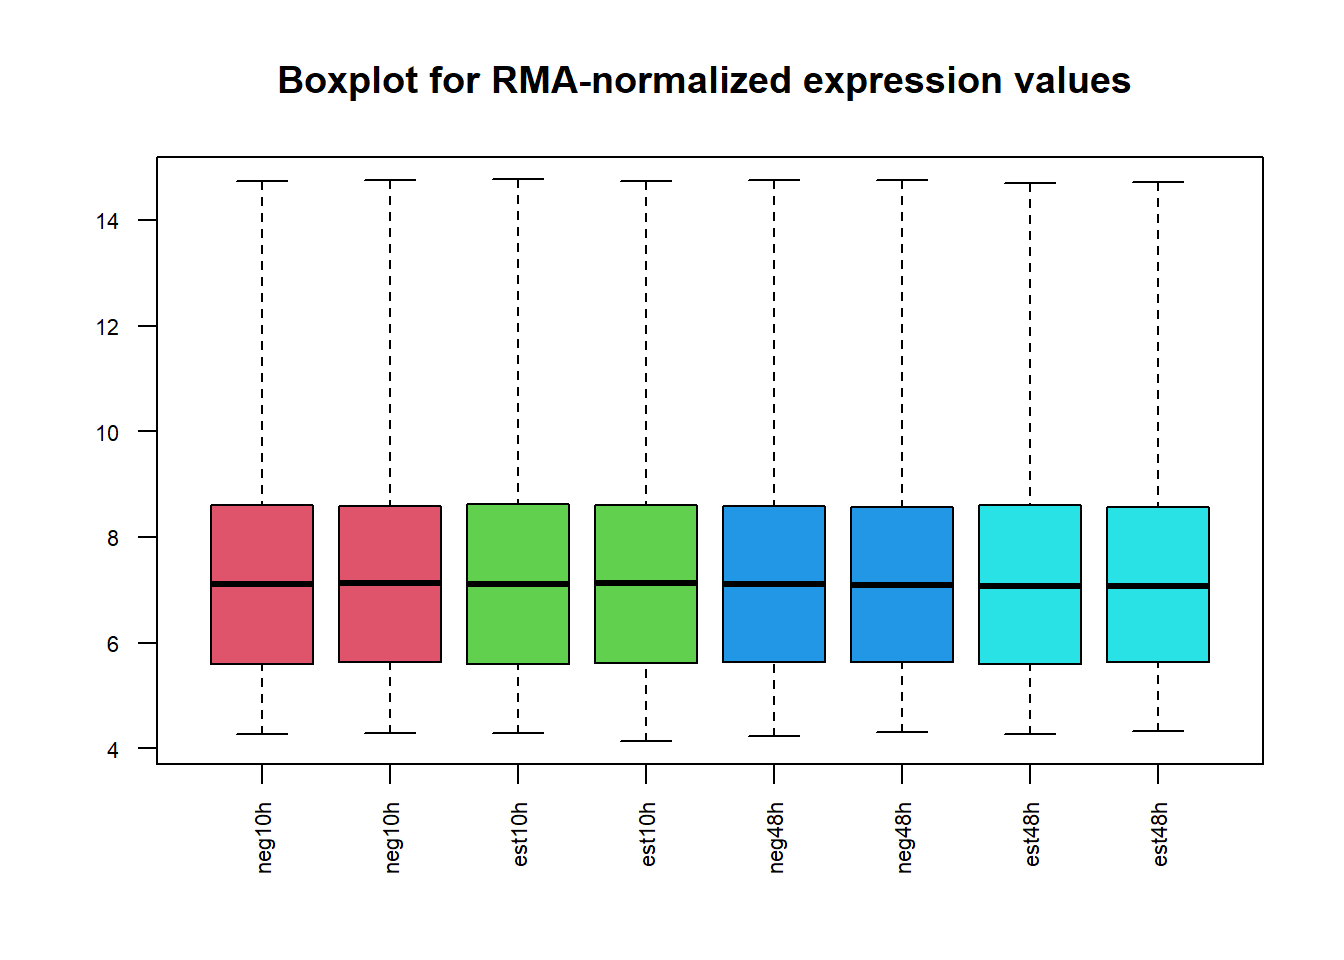 Boxplot for RMA-normalized expression values
14
12
10
8
6
4
neg10h
neg10h
est10h
est10h
neg48h
neg48h
est48h
est48h